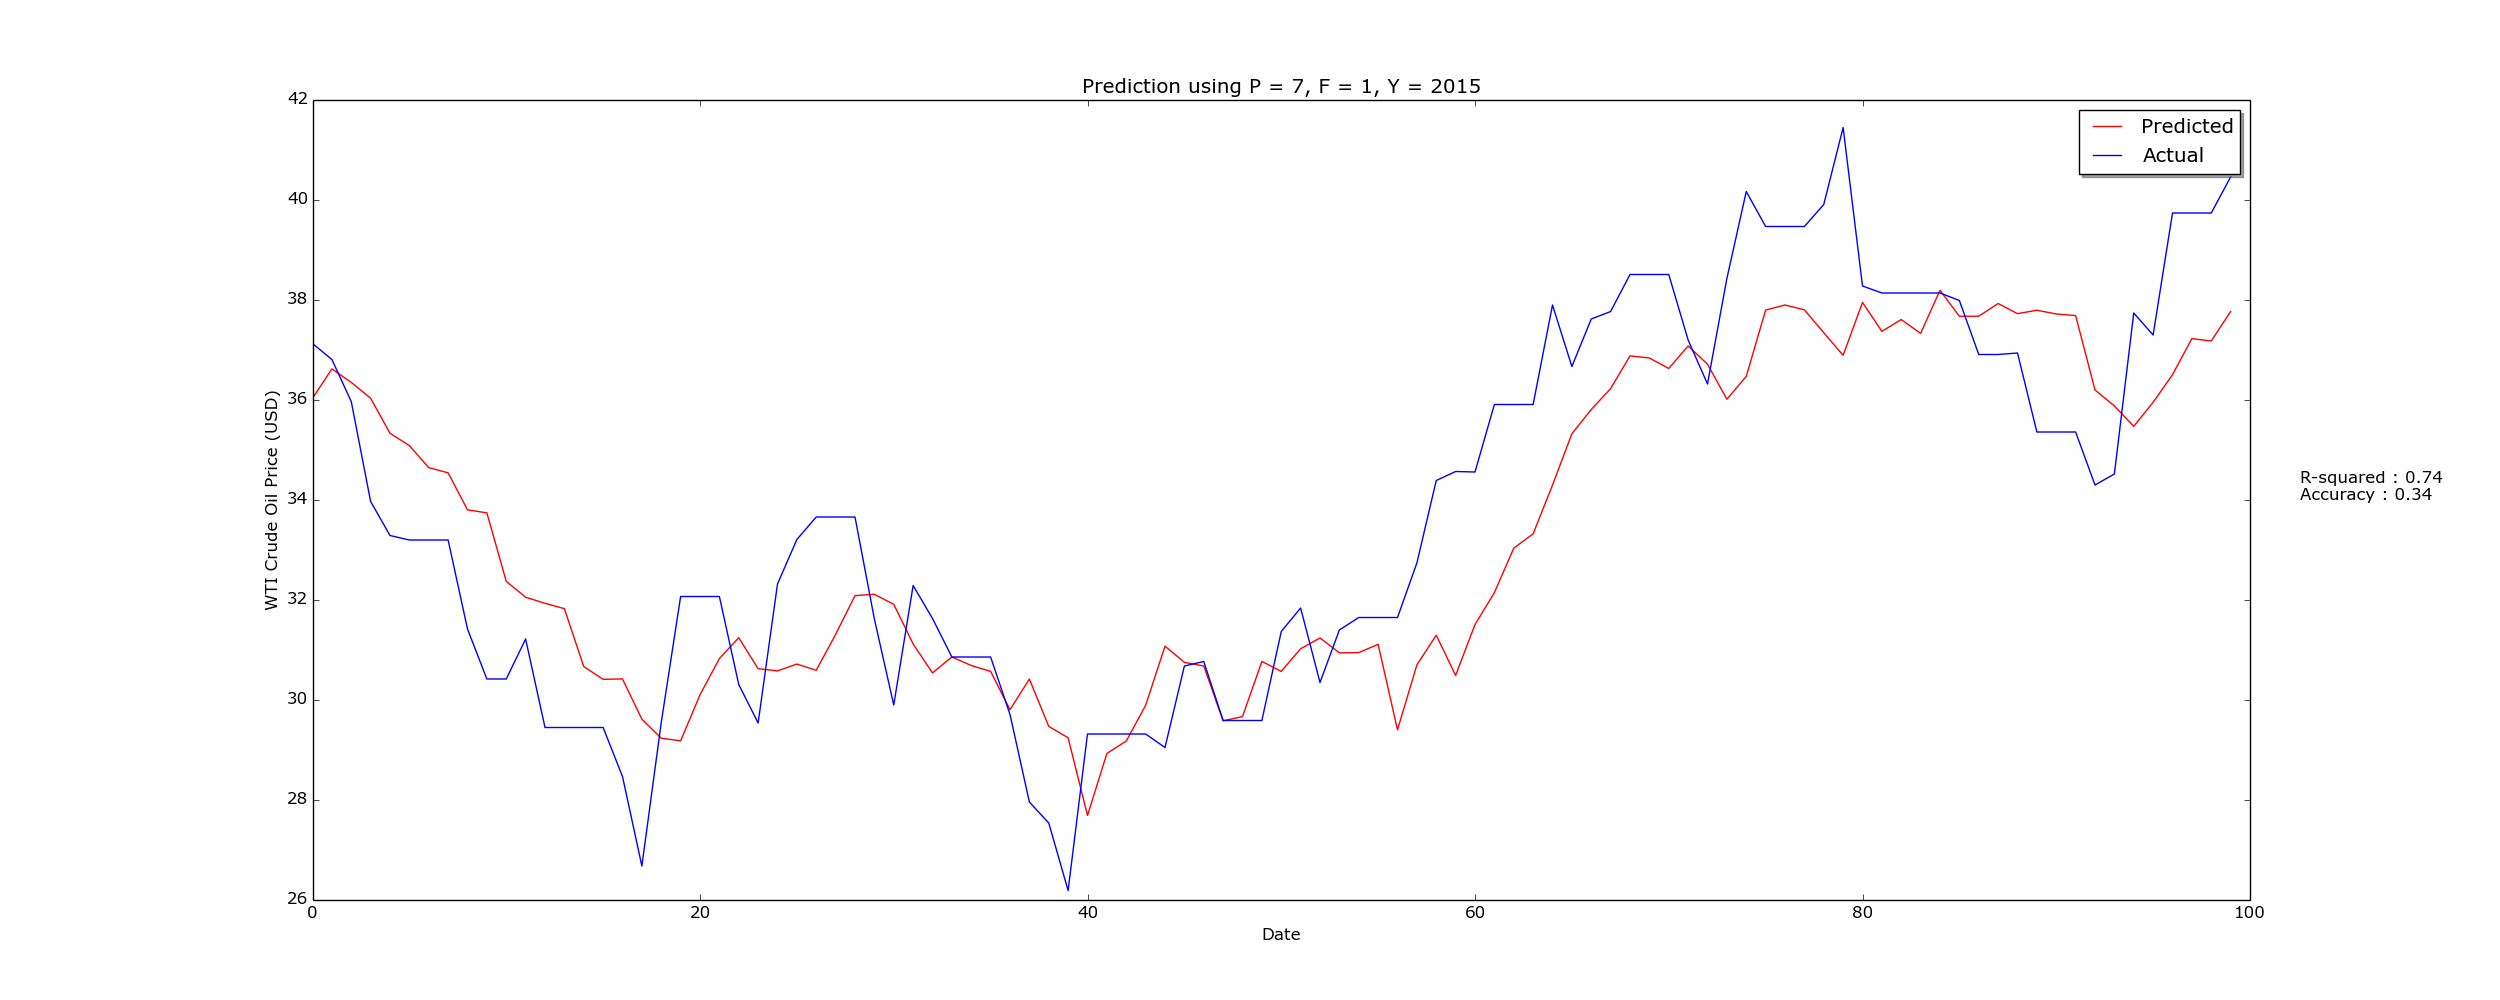 Prediction using P = 7, F = 1, Y = 2015
Predicted
Actual
42
40
38
36
34
32
30
28
26
WTI Crude Oil Price (USD)
0
20
40
60
80
100
Date
R-squared : 0.74
Accuracy : 0.34